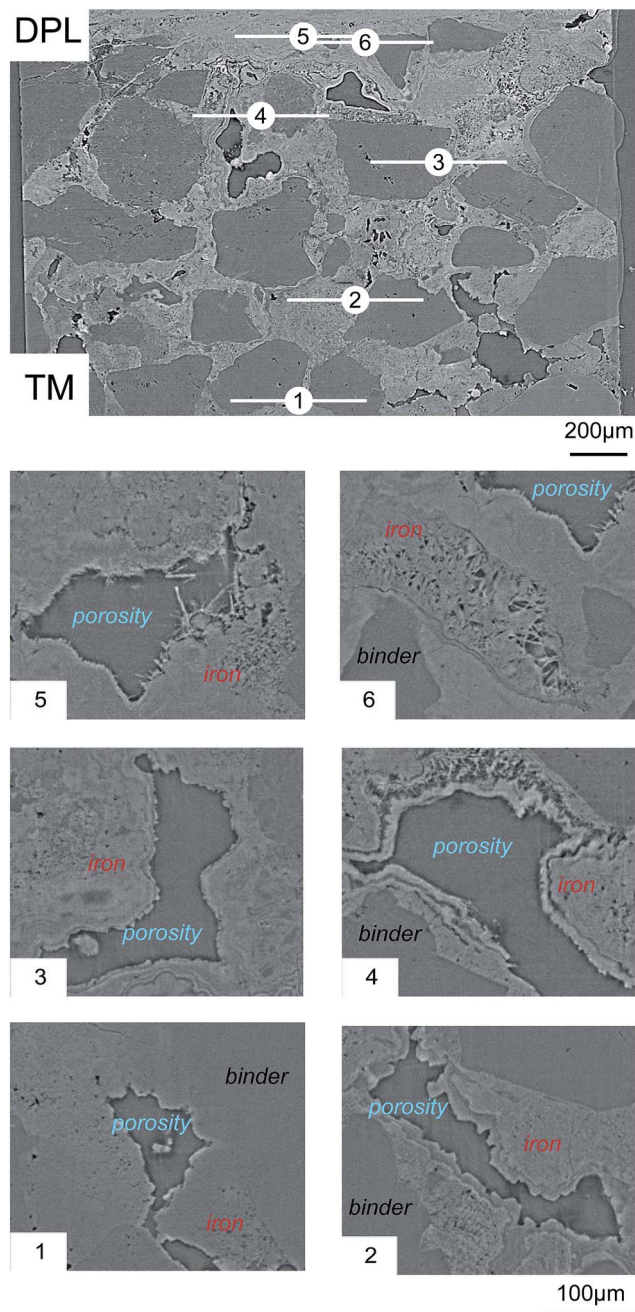 DPL
5
6
4
3
2
TM
1
200µm
porosity
iron
5
porosity
iron
binder
6
iron
porosity
3
porosity
iron
binder
4
binder
porosity
iron
1
porosity
iron
binder
2
100µm